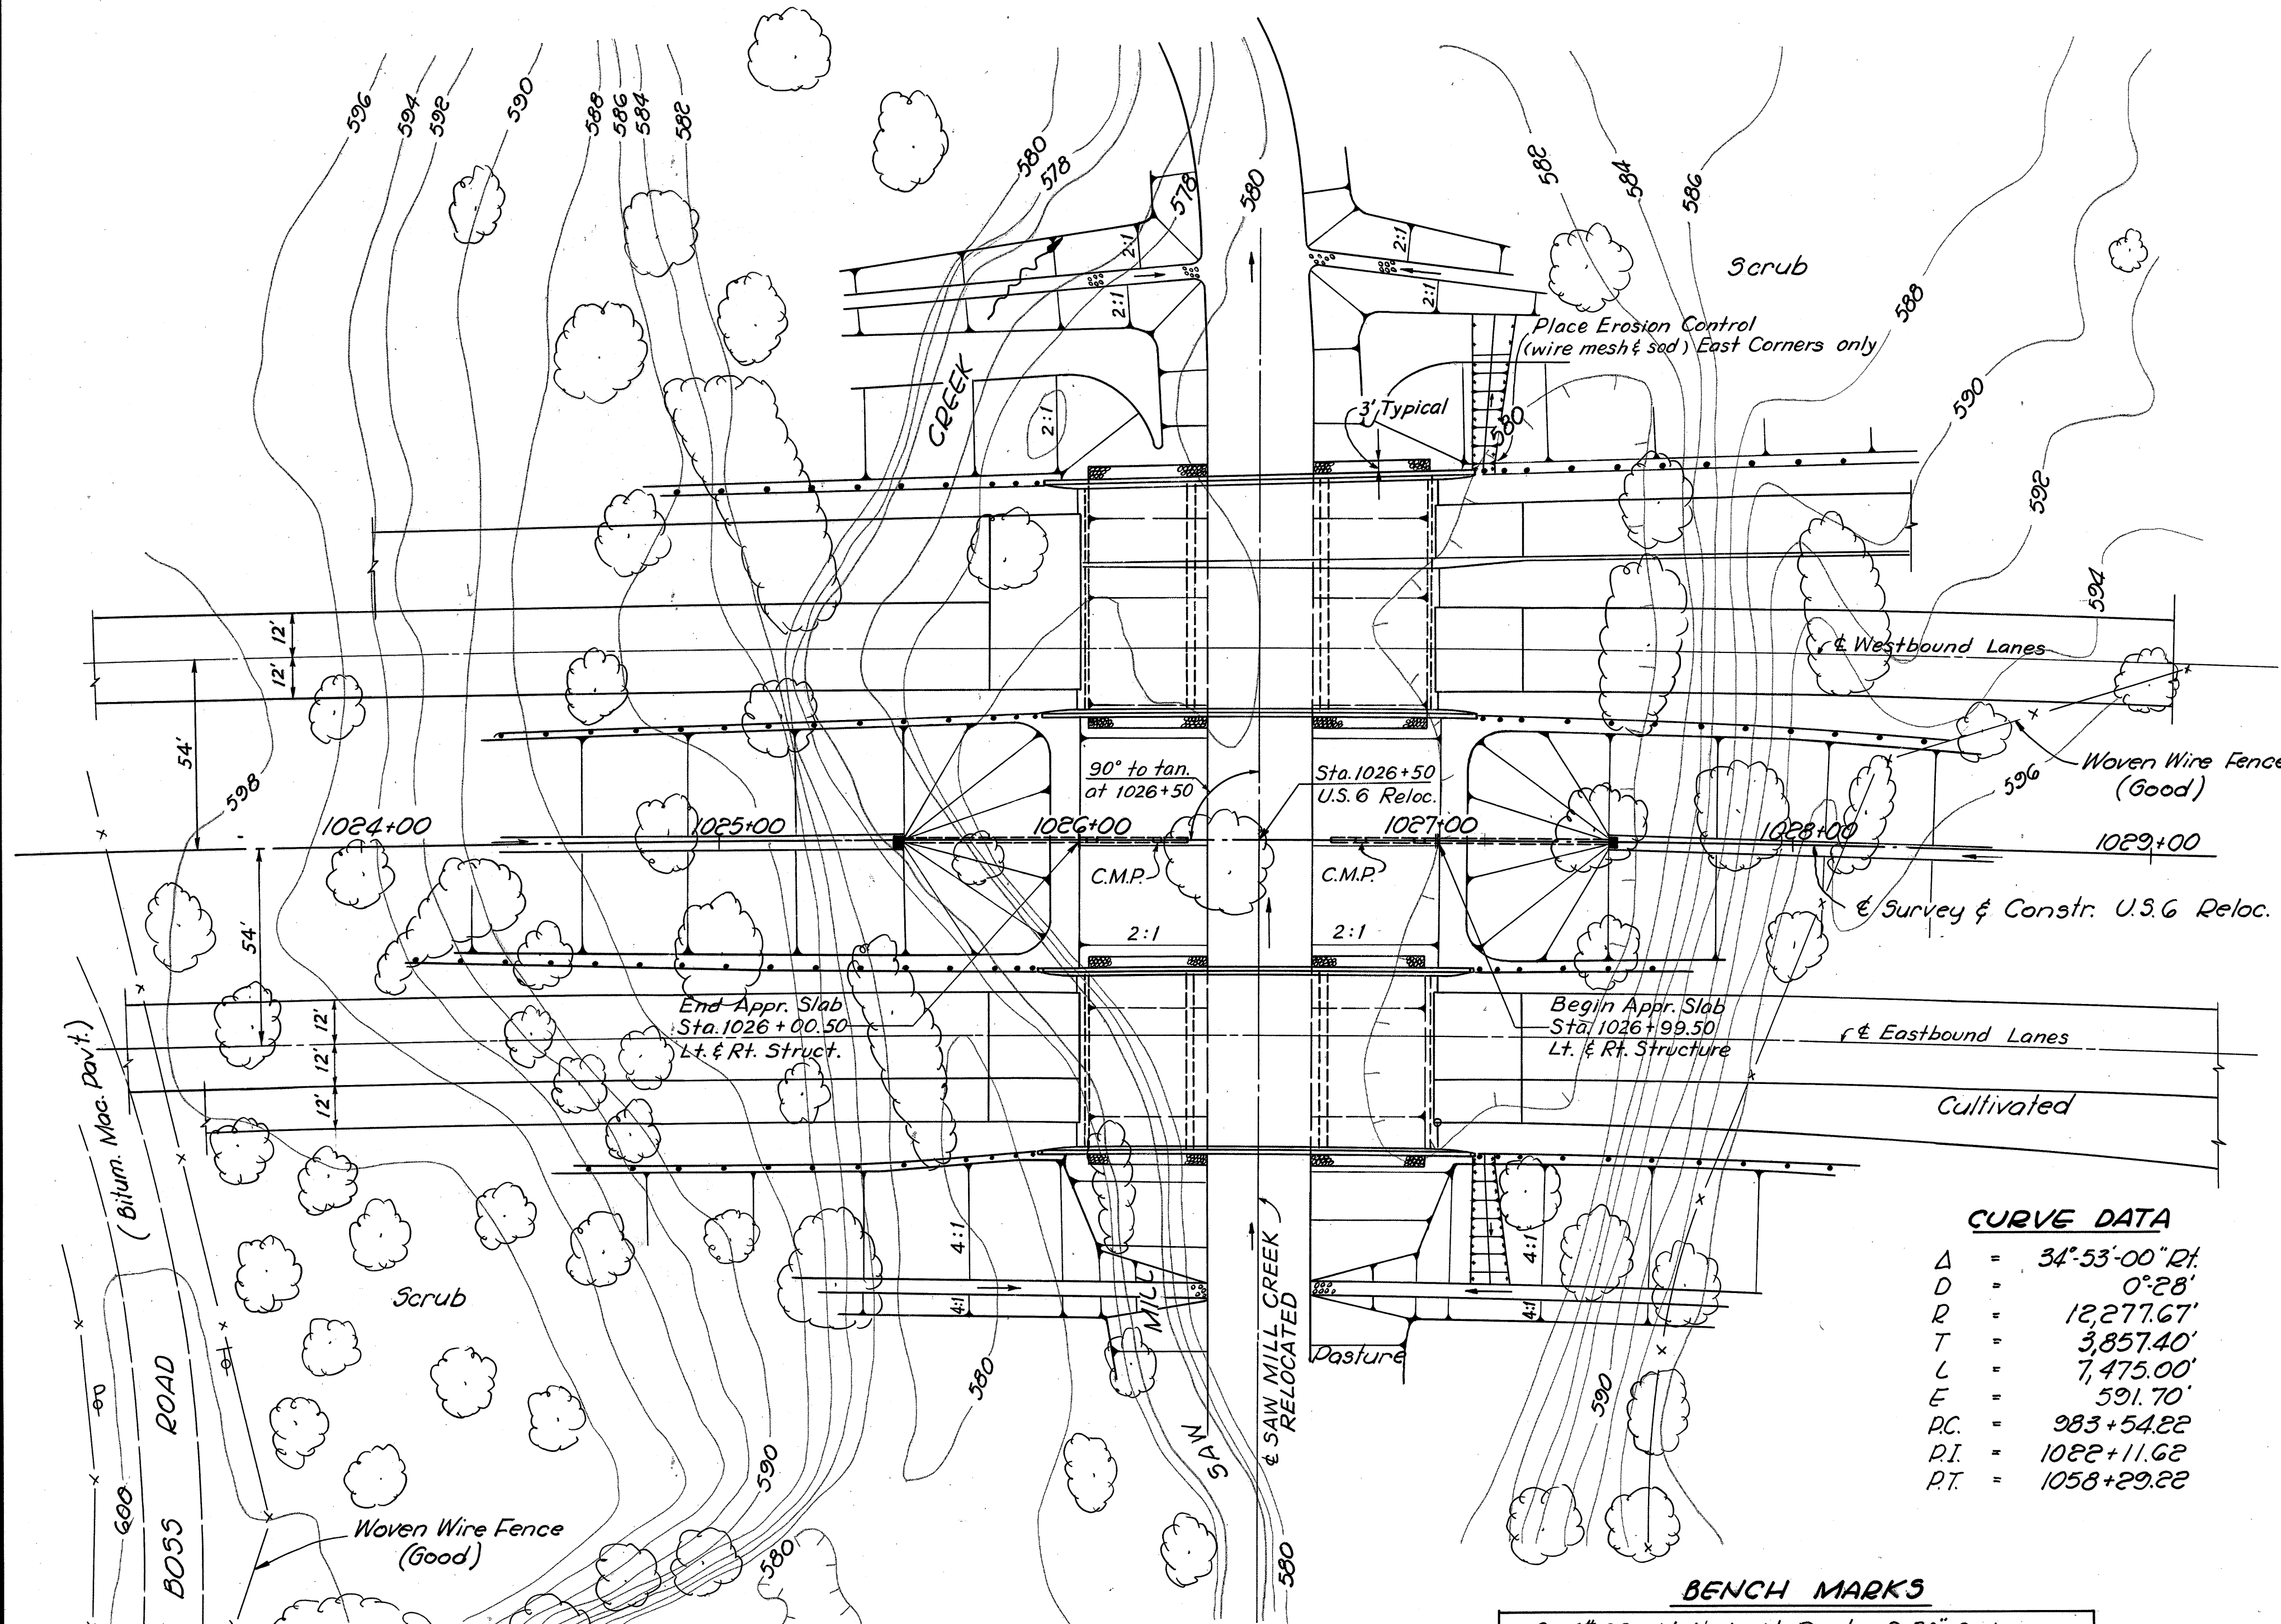 596
594
592
590
588
586
584
582
580
578
578
580
582
584
586
Scrub
588
2:1
2:1
2:1
2:1
Place Erosion Control
(wire mesh & sod) East Corners only
CREEK
2:1
3' Typical
580
590
592
594
12'
12'
℄ Westbound Lanes
54'
598
90° to tan.
at 1026+50
Sta. 1026+50
U.S. 6 Reloc.
596
Woven Wire Fence
(Good)
1024+00
1025+00
1026+00
1027+00
1028+00
1029+00
C.M.P.
C.M.P.
℄ Survey & Constr. U.S. 6 Reloc.
54'
2:1
2:1
End Appr. Slab
Sta. 1026+00.50
Lt. & Rt. Struct.
Begin Appr. Slab
Sta. 1026+99.50
Lt. & Rt. Structure
12'
12'
12'
℄ Eastbound Lanes
Cultivated
(Bitum. Mac. Pav't.)
4:1
4:1
4:1
4:1
Scrub
MILL
SAW
℄ SAW MILL CREEK
RELOCATED
Pasture
580
590
590
580
580
600
BOSS ROAD
Woven Wire Fence
(Good)
CURVE DATA
Δ = 34°-53'-00" Rt.
D = 0°-28'
R = 12,277.67'
T = 3,857.40'
L = 7,475.00'
E = 591.70'
P.C. = 983+54.22
P.I. = 1022+11.62
P.T. = 1058+29.22
BENCH MARKS